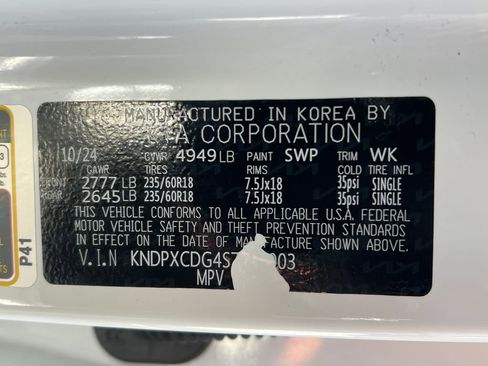 MANUFACTURED IN KOREA BY
A CORPORATION
10/24 GVWR 4949 LB PAINT SWP TRIM WK
GAWR TIRES RIMS COLD TIRE INFL
2777 LB 235/60R18 7.5Jx18 35psi SINGLE
2645 LB 235/60R18 7.5Jx18 35psi SINGLE
THIS VEHICLE CONFORMS TO ALL APPLICABLE U.S.A. FEDERAL
MOTOR VEHICLE SAFETY AND THEFT PREVENTION STANDARDS
IN EFFECT ON THE DATE OF MANUFACTURE SHOWN ABOVE.
V.I.N KNDPXCDG4S 003
MPV
P41